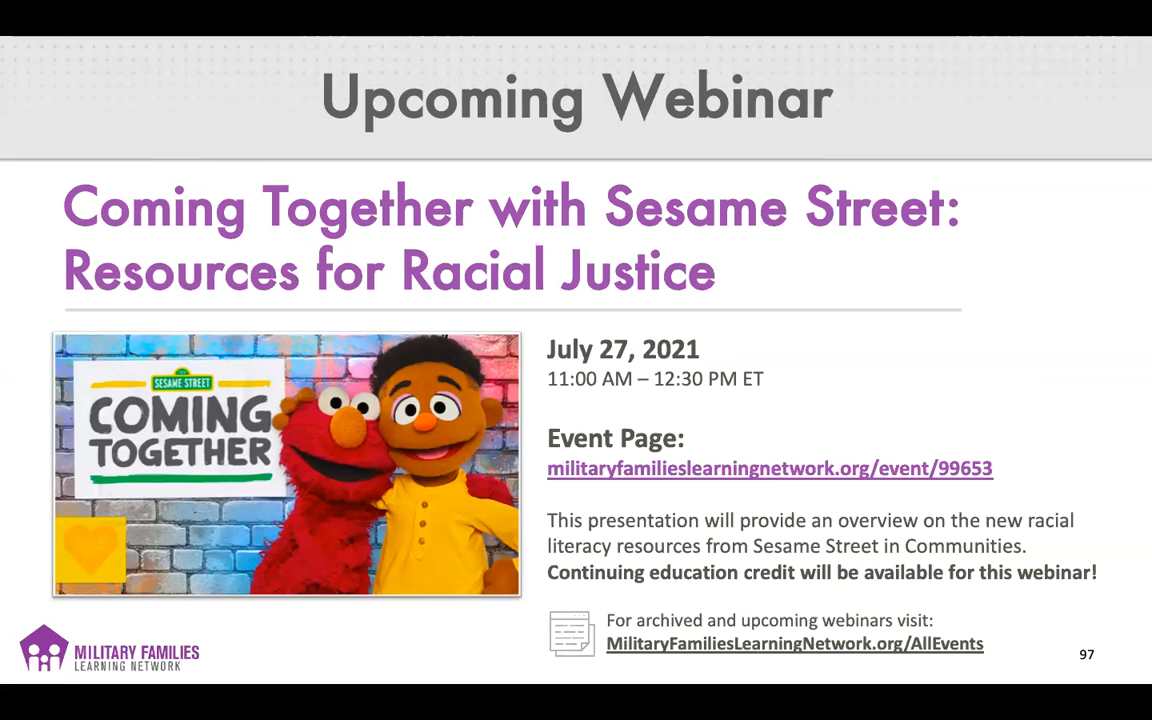 Upcoming Webinar
Coming Together with Sesame Street:
Resources for Racial Justice
SESAME STREET
COMING
TOGETHER
July 27, 2021
11:00 AM – 12:30 PM ET
Event Page:
militaryfamilieslearningnetwork.org/event/99653
This presentation will provide an overview on the new racial
literacy resources from Sesame Street in Communities.
Continuing education credit will be available for this webinar!
For archived and upcoming webinars visit:
MilitaryFamiliesLearningNetwork.org/AllEvents
MILITARY FAMILIES
LEARNING NETWORK
97